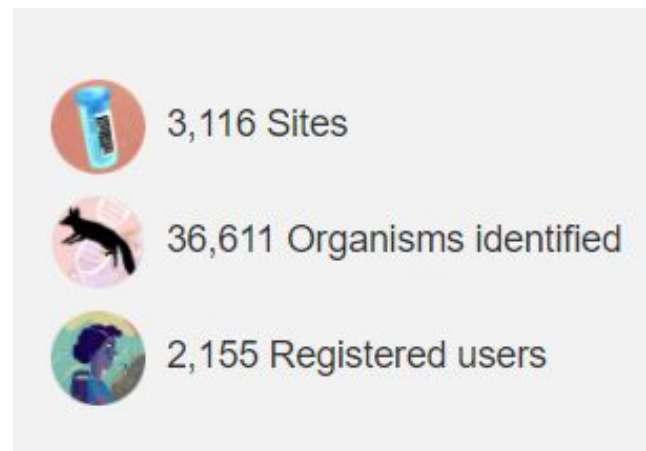 3,116 Sites
36,611 Organisms identified
2,155 Registered users